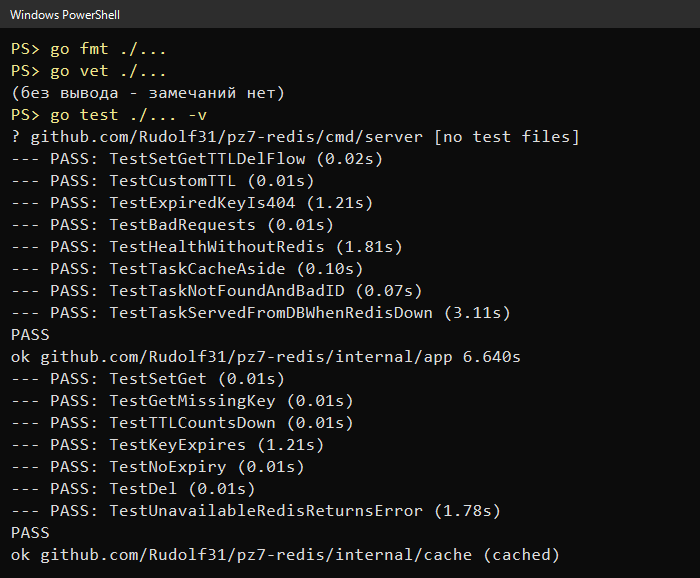 Windows PowerShell
PS> go fmt ./...
PS> go vet ./...
(без вывода - замечаний нет)
PS> go test ./... -v
? github.com/Rudolf31/pz7-redis/cmd/server [no test files]
--- PASS: TestSetGetTTLDelFlow (0.02s)
--- PASS: TestCustomTTL (0.01s)
--- PASS: TestExpiredKeyIs404 (1.21s)
--- PASS: TestBadRequests (0.01s)
--- PASS: TestHealthWithoutRedis (1.81s)
--- PASS: TestTaskCacheAside (0.10s)
--- PASS: TestTaskNotFoundAndBadID (0.07s)
--- PASS: TestTaskServedFromDBWhenRedisDown (3.11s)
PASS
ok github.com/Rudolf31/pz7-redis/internal/app 6.640s
--- PASS: TestSetGet (0.01s)
--- PASS: TestGetMissingKey (0.01s)
--- PASS: TestTTLCountsDown (0.01s)
--- PASS: TestKeyExpires (1.21s)
--- PASS: TestNoExpiry (0.01s)
--- PASS: TestDel (0.01s)
--- PASS: TestUnavailableRedisReturnsError (1.78s)
PASS
ok github.com/Rudolf31/pz7-redis/internal/cache (cached)